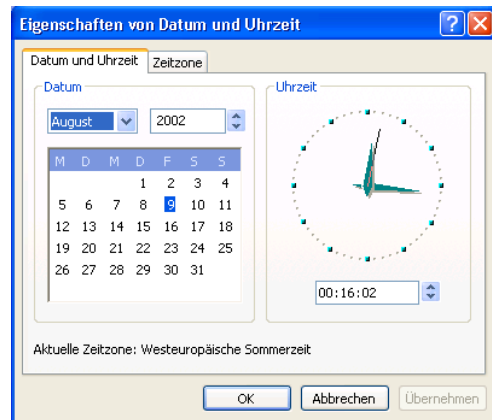 Eigenschaften von Datum und Uhrzeit
Datum und Uhrzeit Zeitzone
Datum
August 2002
M D M D F S S
1 2 3 4
5 6 7 8 9 10 11
12 13 14 15 16 17 18
19 20 21 22 23 24 25
26 27 28 29 30 31
Uhrzeit
00:16:02
Aktuelle Zeitzone: Westeuropäische Sommerzeit
OK Abbrechen Übernehmen